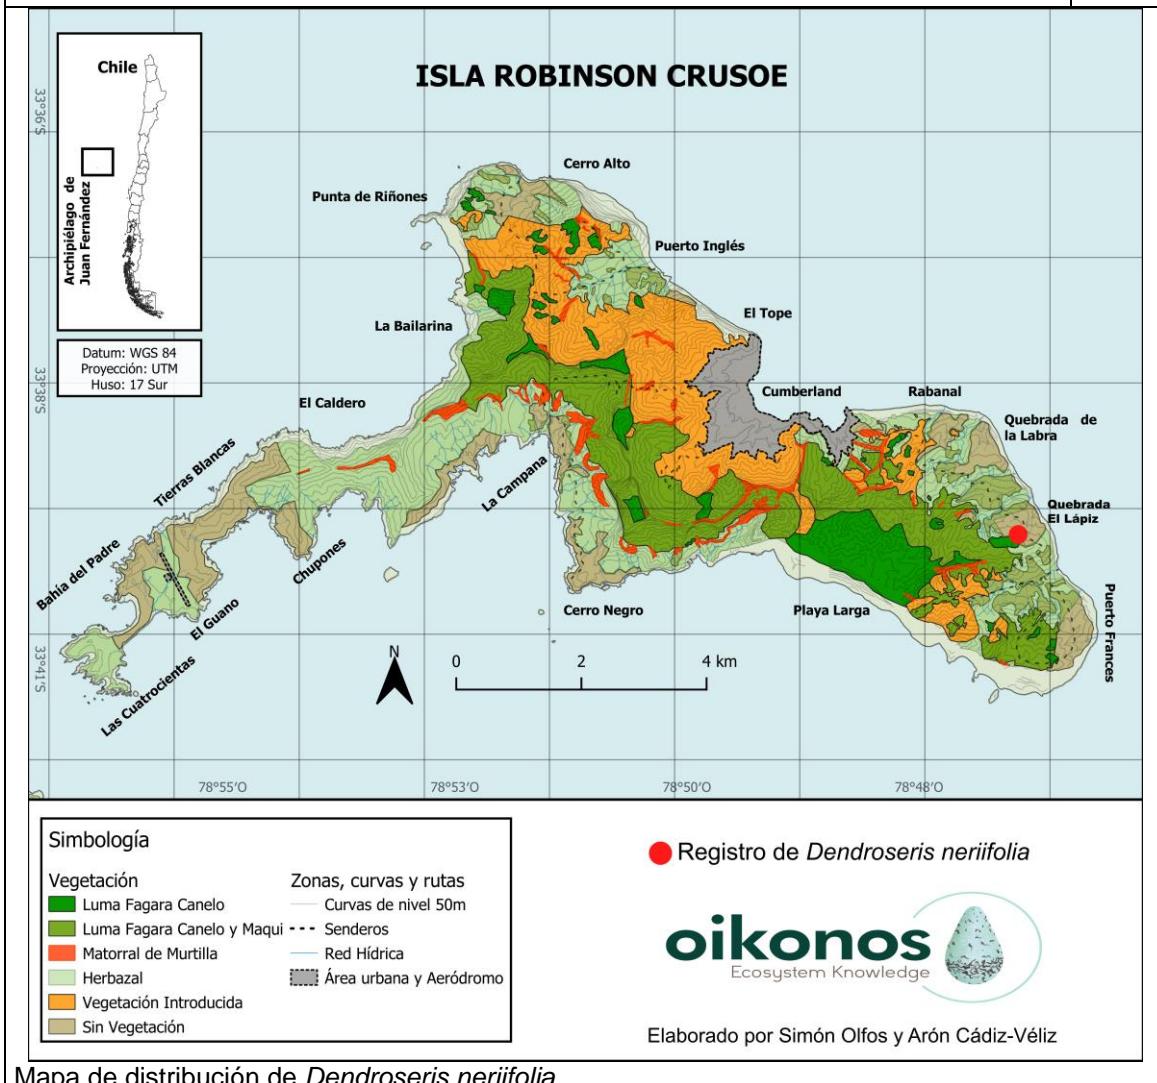 ISLA ROBINSON CRUSOE
Chile
Archipiélago de
Juan Fernández
Datum: WGS 84
Proyección: UTM
Huso: 17 Sur
33°36'S
33°38'S
33°41'S
Cerro Alto
Punta de Riñones
Puerto Inglés
La Bailarina
El Tope
El Caldero
Cumberland
Rabanal
Quebrada de
la Labra
Tierras Blancas
La Campana
Quebrada
El Lápiz
Bahía del Padre
Chupones
El Guano
Cerro Negro
Playa Larga
Puerto Frances
Las Cuatrocientas
N
0 2 4 km
78°55'O 78°53'O 78°50'O 78°48'O
Simbología
Vegetación
Luma Fagara Canelo
Luma Fagara Canelo y Maqui
Matorral de Murtilla
Herbazal
Vegetación Introducida
Sin Vegetación
Zonas, curvas y rutas
Curvas de nivel 50m
Senderos
Red Hídrica
Área urbana y Aeródromo
Registro de Dendroseris neriifolia
oikonos
Ecosystem Knowledge
Elaborado por Simón Olfos y Arón Cádiz-Véliz
Mapa de distribución de Dendroseris neriifolia